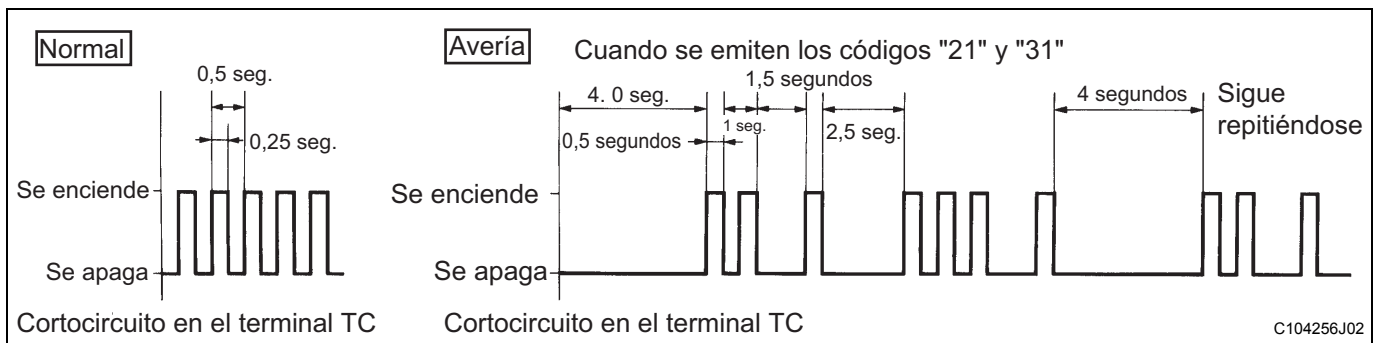 Normal
0,5 seg.
0,25 seg.
Se enciende
Se apaga
Cortocircuito en el terminal TC
Avería
Cuando se emiten los códigos "21" y "31"
1,5 segundos
4. 0 seg.
4 segundos
Sigue
repitiéndose
1 seg.
0,5 segundos
2,5 seg.
Se enciende
Se apaga
Cortocircuito en el terminal TC
C104256J02